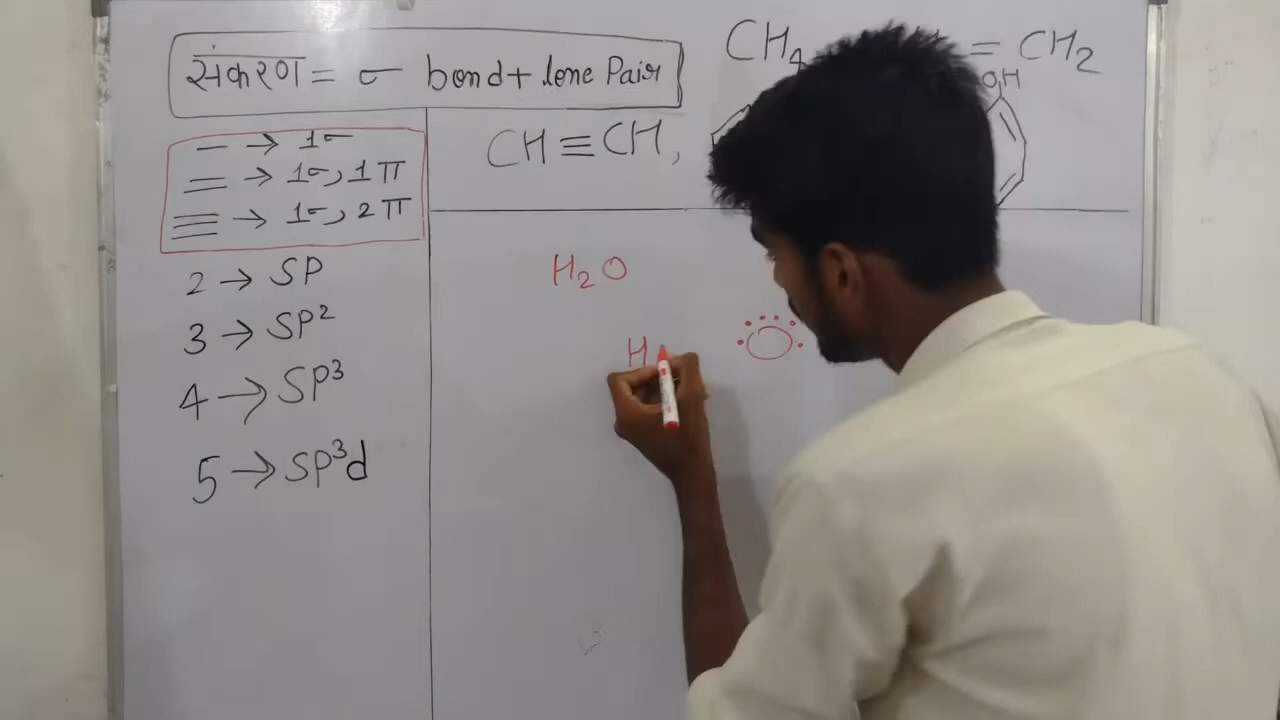 संकरण = σ bond + lone Pair
CH4
= CH2
OH
CH ≡ CH,
— → 1σ
= → 1σ, 1π
≡ → 1σ, 2π
2 → SP
3 → SP²
4 → SP³
5 → SP³d
H2O
H
O